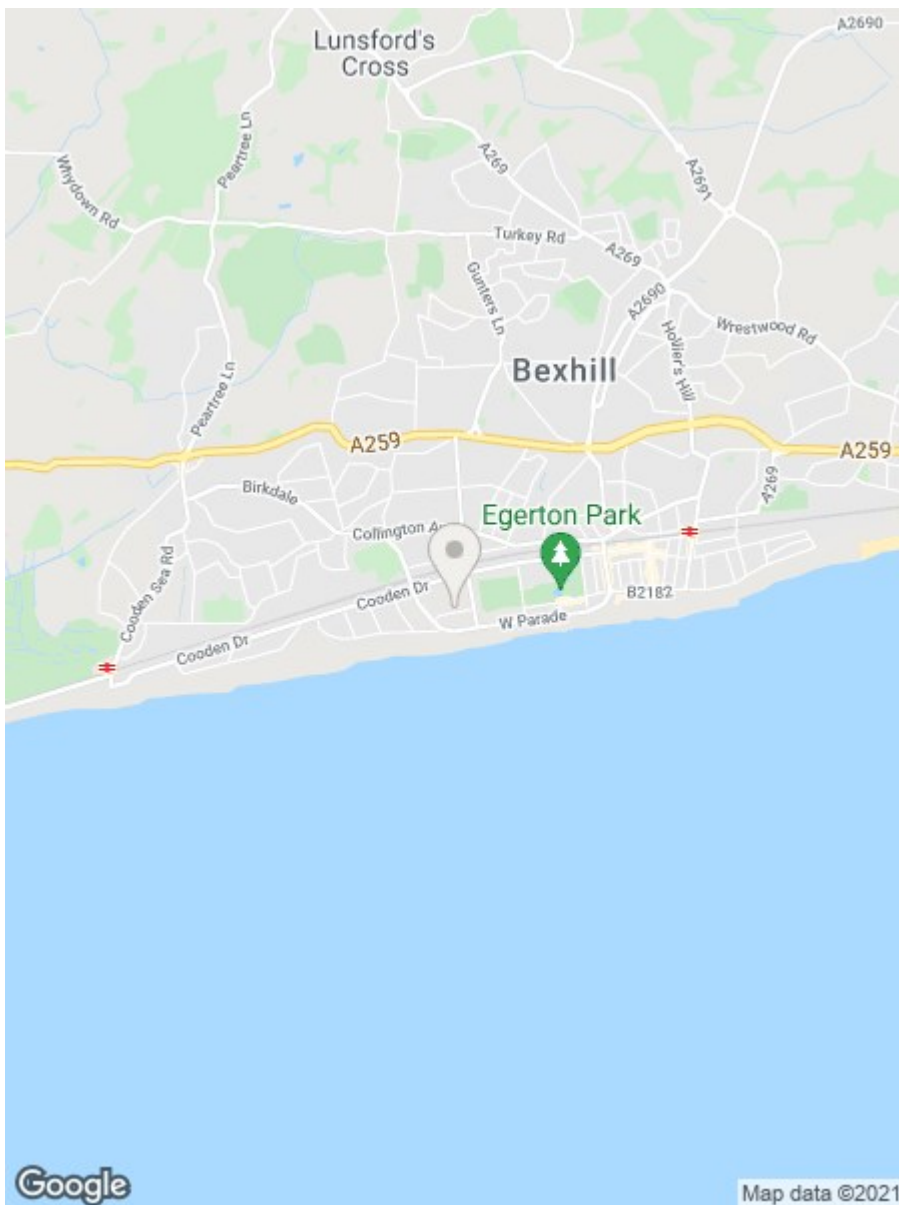 A2690
Lunsford's
Cross
Peartree Ln
A269
Whydown Rd
A2691
Turkey Rd
A269
Gunters Ln
A2690
Wrestwood Rd
Hollier's Hill
Bexhill
Peartree Ln
A259
A259
A269
Birkdale
Egerton Park
Collington A
Cooden Sea Rd
Cooden Dr
B2182
W Parade
Cooden Dr
Google
Map data ©2021